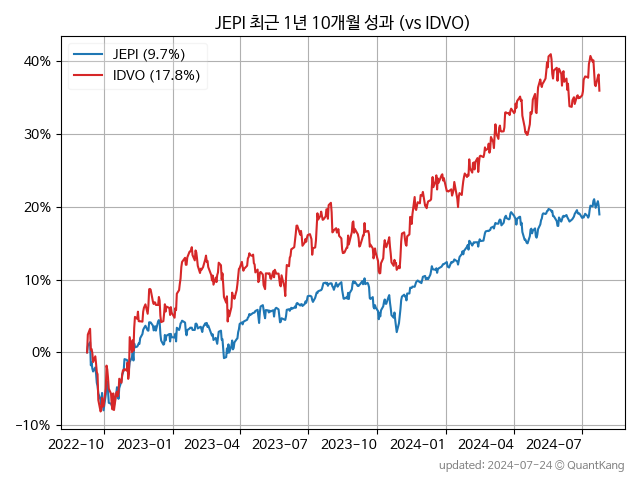 JEPI 최근 1년 10개월 성과 (vs IDVO)
JEPI (9.7%)
IDVO (17.8%)
40%
30%
20%
10%
0%
−10%
2022-10 2023-01 2023-04 2023-07 2023-10 2024-01 2024-04 2024-07
updated: 2024-07-24 © QuantKang